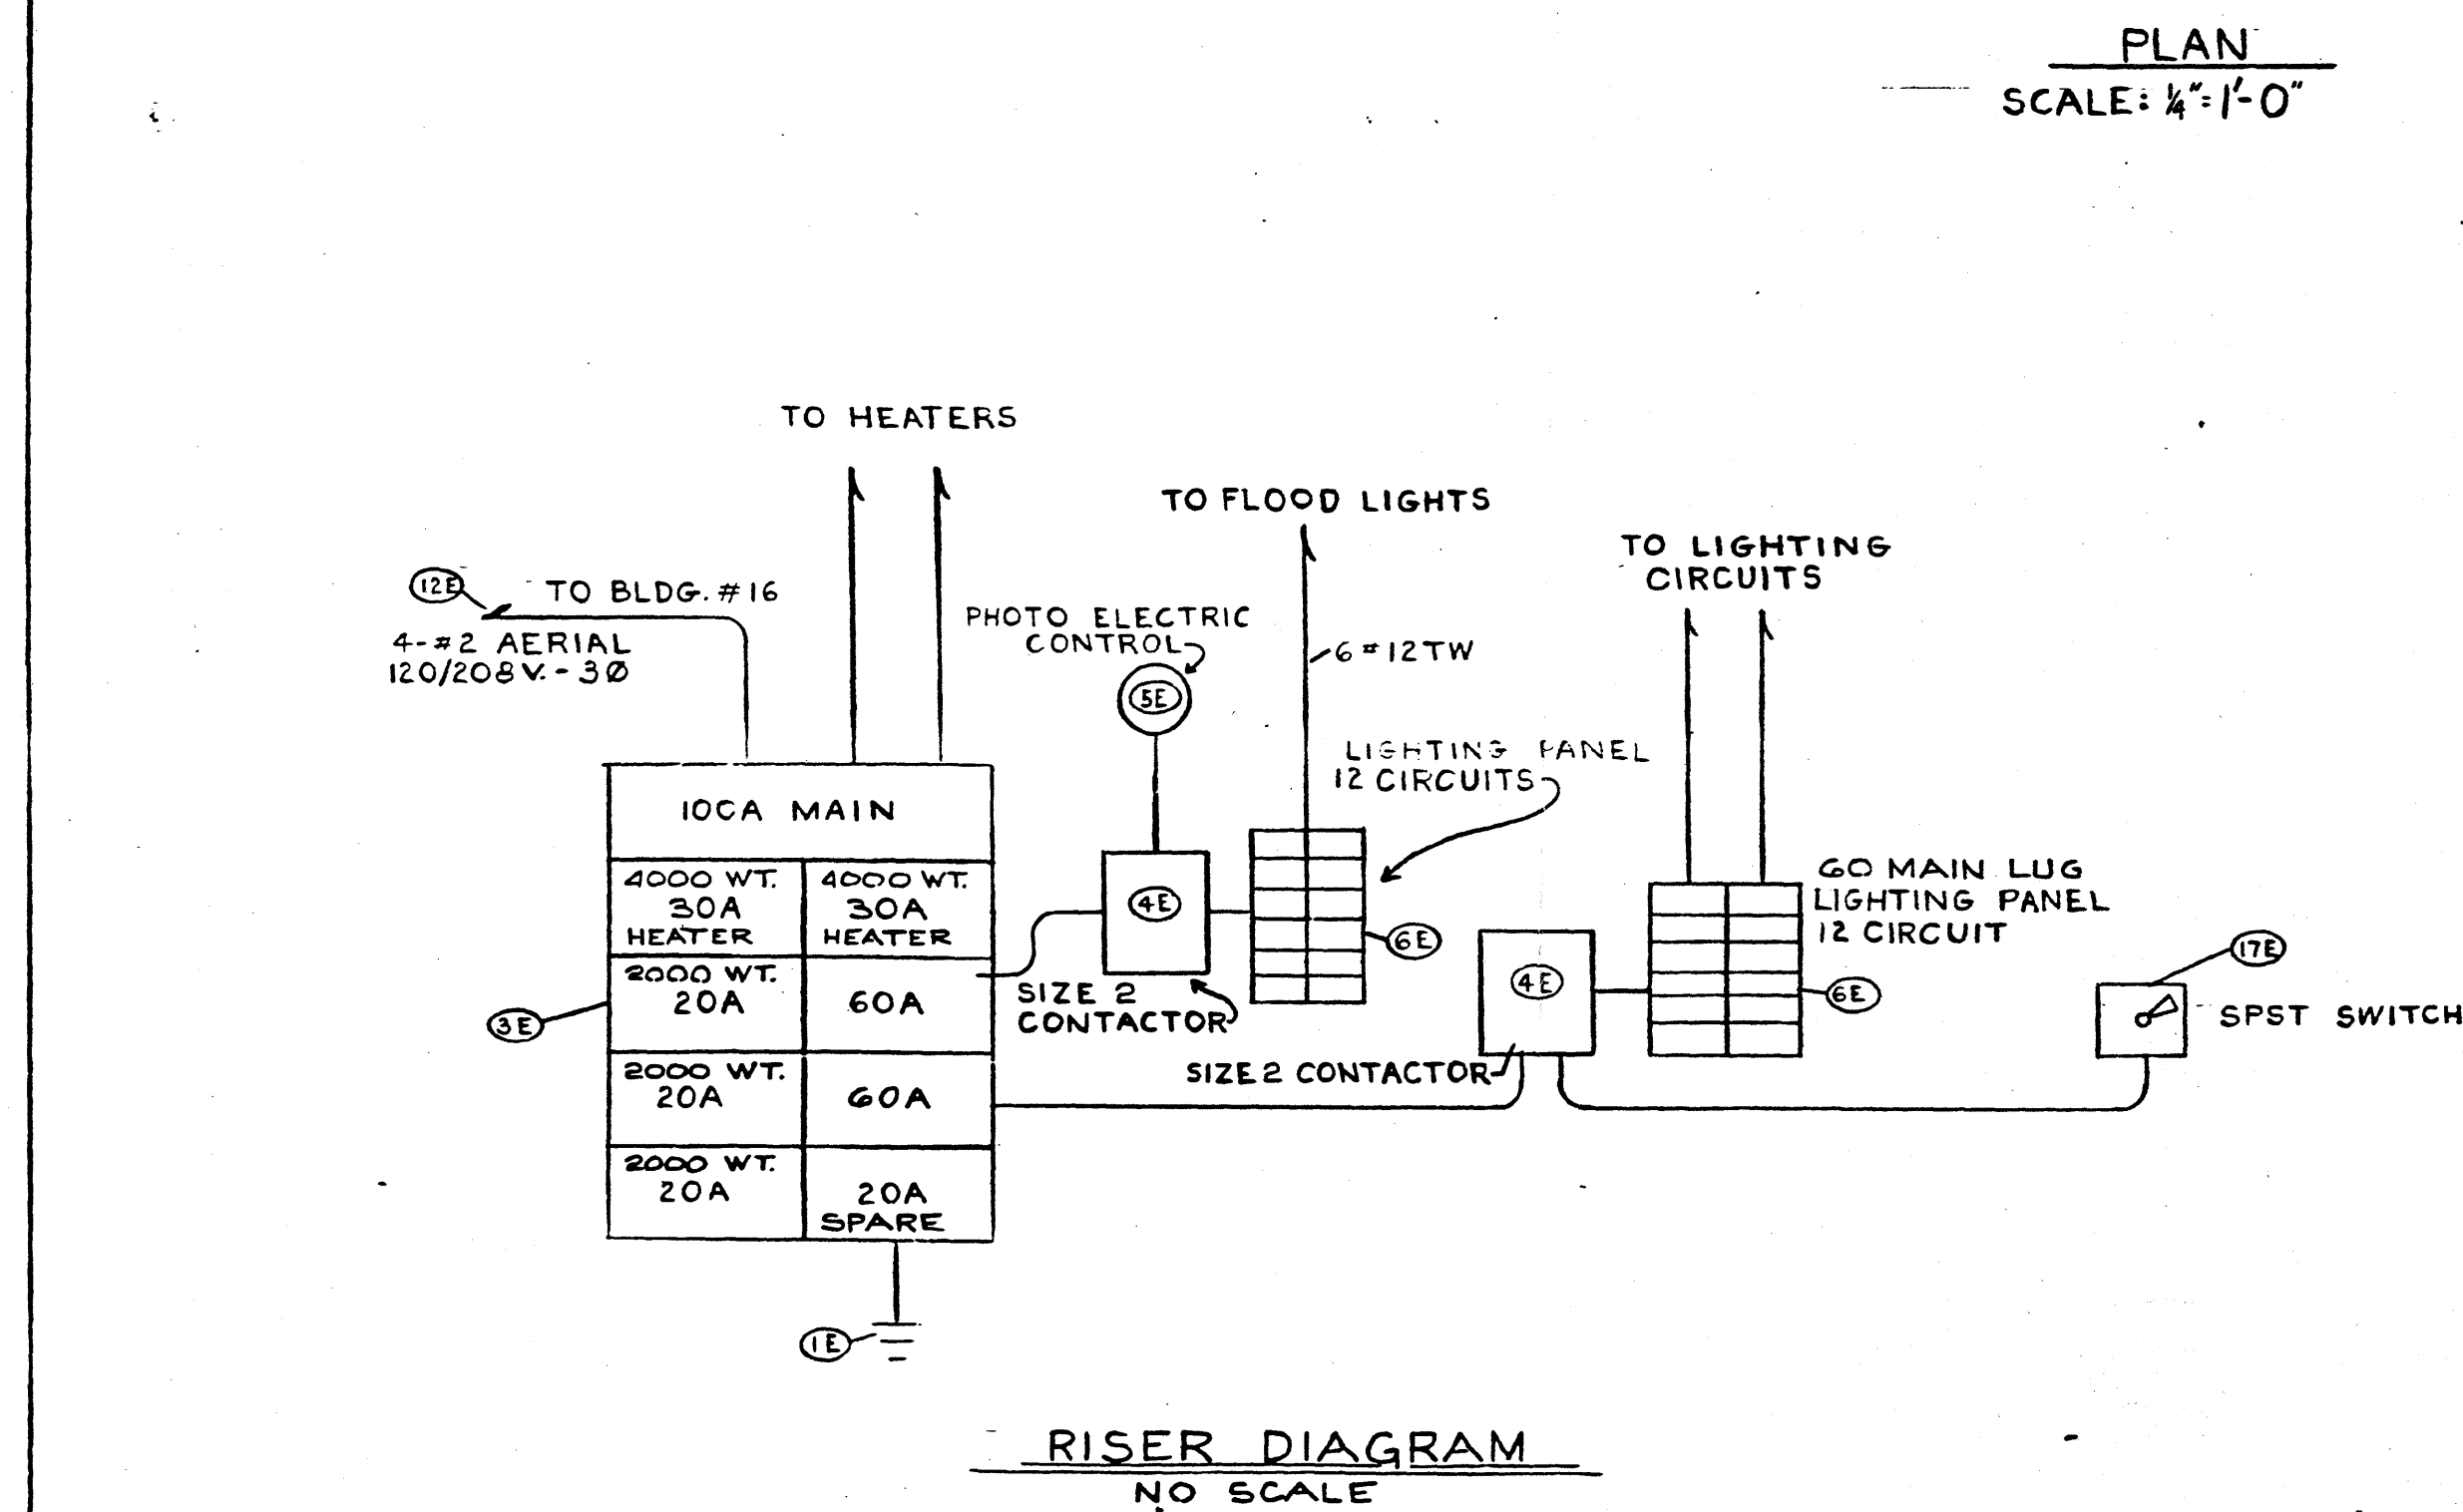 PLAN
SCALE: ¼"=1'-0"
TO HEATERS
TO FLOOD LIGHTS
TO LIGHTING
CIRCUITS
12E
TO BLDG. #16
4-#2 AERIAL
120/208V.-3Ø
PHOTO ELECTRIC
CONTROL
5E
6#12TW
LIGHTING PANEL
12 CIRCUITS
100A MAIN
4000 WT.
30A
HEATER
4000 WT.
30A
HEATER
4E
6E
60 MAIN LUG
LIGHTING PANEL
12 CIRCUIT
17E
2000 WT.
20A
60A
3E
SIZE 2
CONTACTOR
4E
6E
SPST SWITCH
2000 WT.
20A
60A
SIZE 2 CONTACTOR
2000 WT.
20A
20A
SPARE
1E
RISER DIAGRAM
NO SCALE